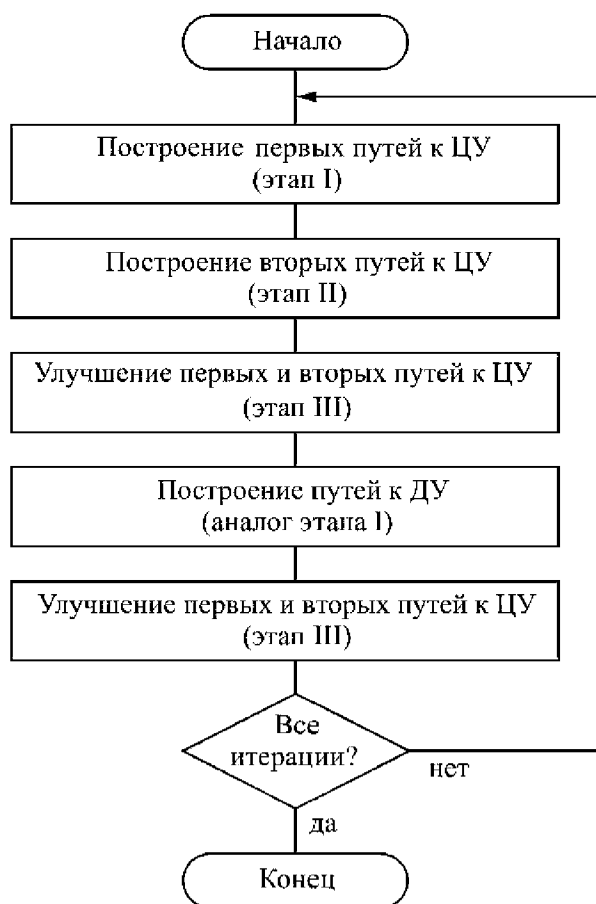 Начало
Построение первых путей к ЦУ
(этап I)
Построение вторых путей к ЦУ
(этап II)
Улучшение первых и вторых путей к ЦУ
(этап III)
Построение путей к ДУ
(аналог этапа I)
Улучшение первых и вторых путей к ЦУ
(этап III)
Все
итерации?
нет
да
Конец